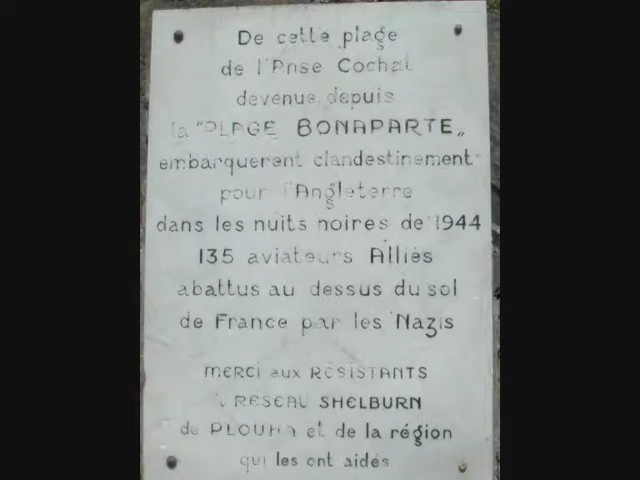 De cette plage
de l'Anse Cochat
devenue depuis
la "PLAGE BONAPARTE"
embarquèrent clandestinement
pour l'Angleterre
dans les nuits noires de 1944
135 aviateurs Alliés
abattus au dessus du sol
de France par les Nazis
MERCI aux RÉSISTANTS
RESEAU SHELBURN
de PLOUHA et de la région
qui les ont aidés